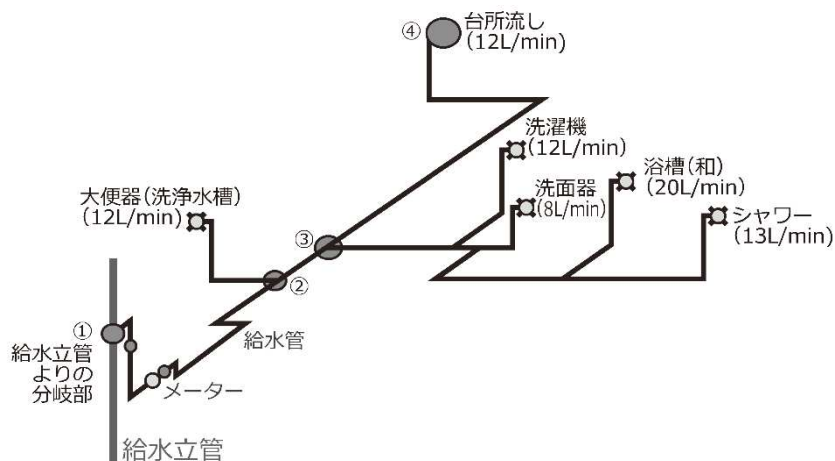 ④
台所流し
(12L/min)
洗濯機
(12L/min)
浴槽(和)
(20L/min)
大便器(洗浄水槽)
(12L/min)
洗面器
(8L/min)
シャワー
(13L/min)
③
②
①
給水管
給水立管
よりの
分岐部
メーター
給水立管